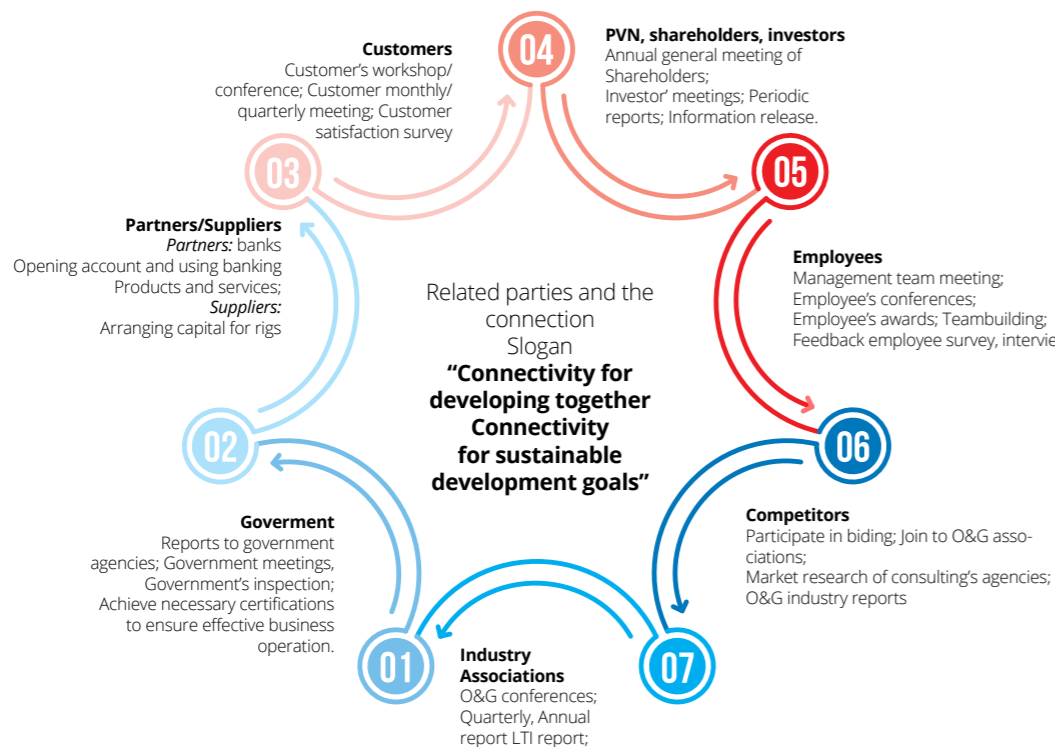 04
Customers
Customer's workshop/
conference; Customer monthly/
quarterly meeting; Customer
satisfaction survey
PVN, shareholders, investors
Annual general meeting of
Shareholders;
Investor' meetings; Periodic
reports; Information release.
03
05
Partners/Suppliers
Partners: banks
Opening account and using banking
Products and services;
Suppliers:
Arranging capital for rigs
Employees
Management team meeting;
Employee's conferences;
Employee's awards; Teambuilding;
Feedback employee survey, intervie
Related parties and the
connection
Slogan
“Connectivity for
developing together
Connectivity
for sustainable
development goals”
02
06
Goverment
Reports to government
agencies; Government meetings,
Government's inspection;
Achieve necessary certifications
to ensure effective business
operation.
Competitors
Participate in biding; Join to O&G asso-
ciations;
Market research of consulting's agencies;
O&G industry reports
01
07
Industry
Associations
O&G conferences;
Quarterly, Annual
report LTI report;